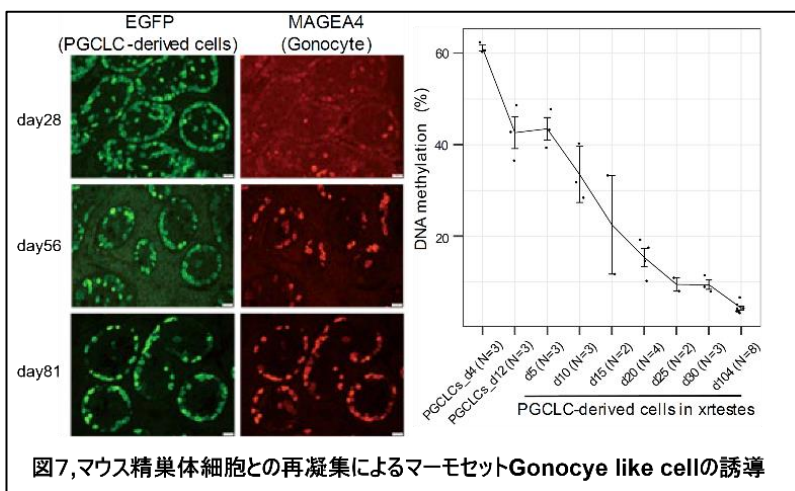 EGFP
(PGCLC-derived cells)
MAGEA4
(Gonocyte)
day28
day56
day81
DNA methylation (%)
60
40
20
PGCLCs_d4 (N=3)
PGCLCs_d12 (N=3)
d5 (N=3)
d10 (N=3)
d15 (N=2)
d20 (N=4)
d25 (N=2)
d30 (N=3)
d104 (N=8)
PGCLC-derived cells in xrtestes
図7,マウス精巣体細胞との再凝集によるマーモセットGonocye like cellの誘導